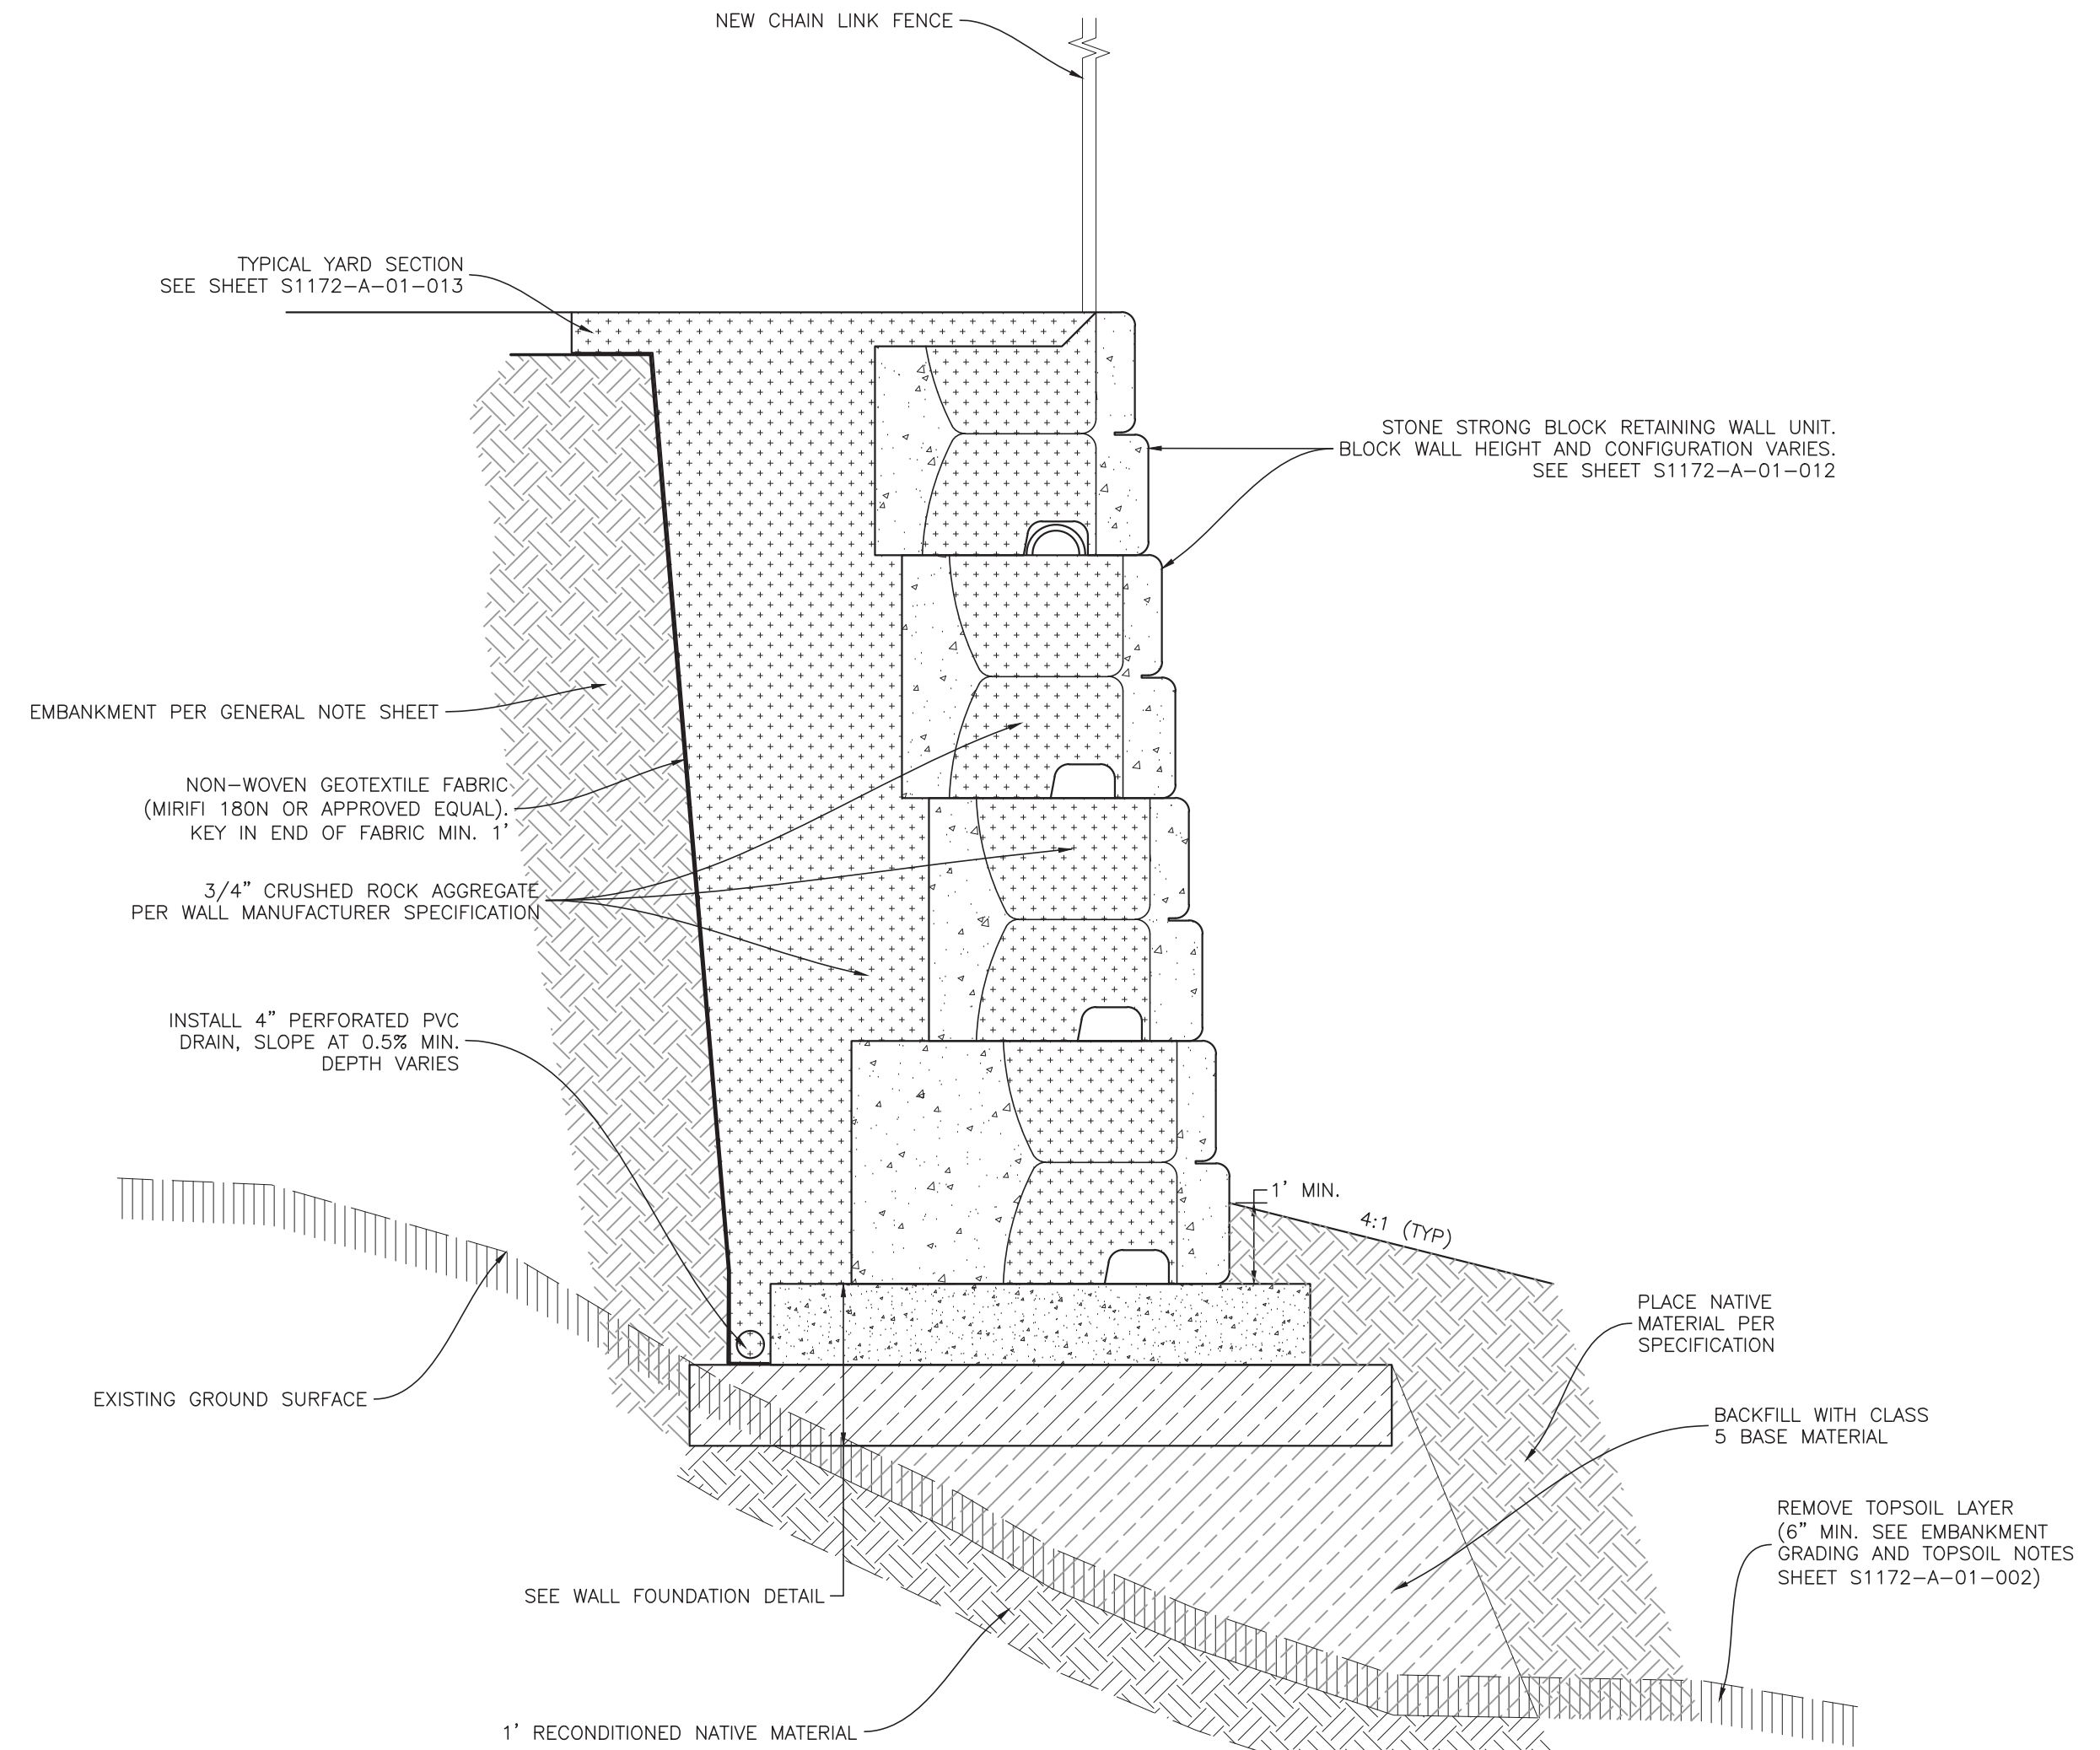 NEW CHAIN LINK FENCE
TYPICAL YARD SECTION
SEE SHEET S1172-A-01-013
STONE STRONG BLOCK RETAINING WALL UNIT.
BLOCK WALL HEIGHT AND CONFIGURATION VARIES.
SEE SHEET S1172-A-01-012
EMBANKMENT PER GENERAL NOTE SHEET
NON-WOVEN GEOTEXTILE FABRIC
(MIRIFI 180N OR APPROVED EQUAL).
KEY IN END OF FABRIC MIN. 1'
3/4" CRUSHED ROCK AGGREGATE
PER WALL MANUFACTURER SPECIFICATION
INSTALL 4" PERFORATED PVC
DRAIN, SLOPE AT 0.5% MIN.
DEPTH VARIES
1' MIN.
4:1 (TYP)
PLACE NATIVE
MATERIAL PER
SPECIFICATION
EXISTING GROUND SURFACE
BACKFILL WITH CLASS
5 BASE MATERIAL
REMOVE TOPSOIL LAYER
(6" MIN. SEE EMBANKMENT
GRADING AND TOPSOIL NOTES
SHEET S1172-A-01-002)
SEE WALL FOUNDATION DETAIL
1' RECONDITIONED NATIVE MATERIAL